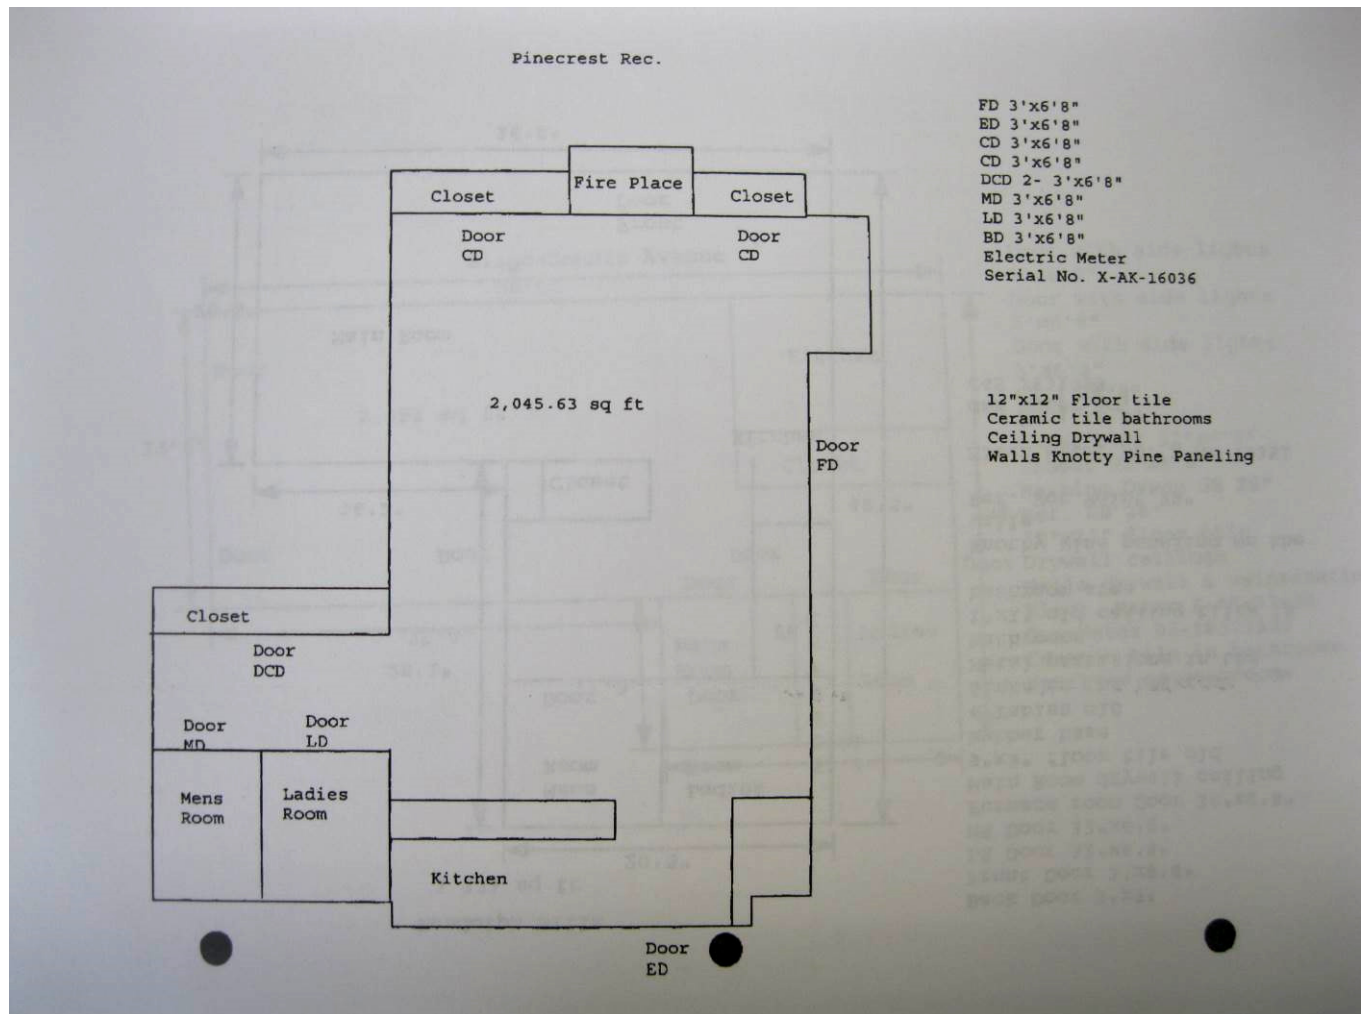 Pinecrest Rec.
FD 3'x6'8"
ED 3'x6'8"
CD 3'x6'8"
CD 3'x6'8"
DCD 2- 3'x6'8"
MD 3'x6'8"
LD 3'x6'8"
BD 3'x6'8"
Electric Meter
Serial No. X-AK-16036
Closet
Fire Place
Closet
Door
CD
Door
CD
2,045.63 sq ft
12"x12" Floor tile
Ceramic tile bathrooms
Ceiling Drywall
Walls Knotty Pine Paneling
Door
FD
Closet
Door
DCD
Door
MD
Door
LD
Mens
Room
Ladies
Room
Kitchen
Door
ED